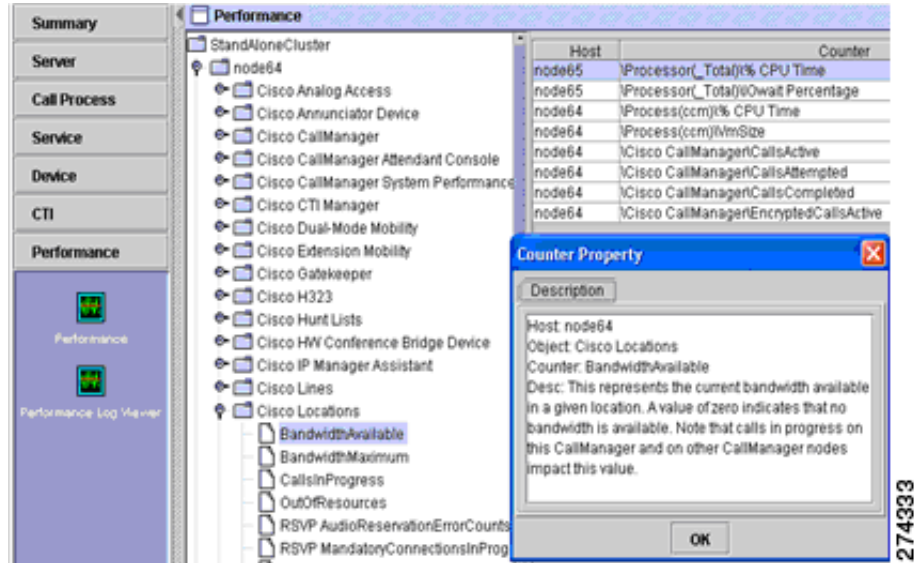 Summary
Server
Call Process
Service
Device
CTI
Performance
Performance
Performance Log Viewer
Performance
StandAloneCluster
node64
Cisco Analog Access
Cisco Annunciator Device
Cisco CallManager
Cisco CallManager Attendant Console
Cisco CallManager System Performance
Cisco CTI Manager
Cisco Dual-Mode Mobility
Cisco Extension Mobility
Cisco Gatekeeper
Cisco H323
Cisco Hunt Lists
Cisco HW Conference Bridge Device
Cisco IP Manager Assistant
Cisco Lines
Cisco Locations
BandwidthAvailable
BandwidthMaximum
CallsInProgress
OutOfResources
RSVP AudioReservationErrorCounts
RSVP MandatoryConnectionsInProg
Host Counter
node65 \Processor(_Total)\% CPU Time
node65 \Processor(_Total)\IOwait Percentage
node64 \Process(ccm)\% CPU Time
node64 \Process(ccm)\VmSize
node64 \Cisco CallManager\CallsActive
node64 \Cisco CallManager\CallsAttempted
node64 \Cisco CallManager\CallsCompleted
node64 \Cisco CallManager\EncryptedCallsActive
Counter Property
Description
Host: node64
Object: Cisco Locations
Counter: BandwidthAvailable
Desc: This represents the current bandwidth available
in a given location. A value of zero indicates that no
bandwidth is available. Note that calls in progress on
this CallManager and on other CallManager nodes
impact this value.
OK
274333